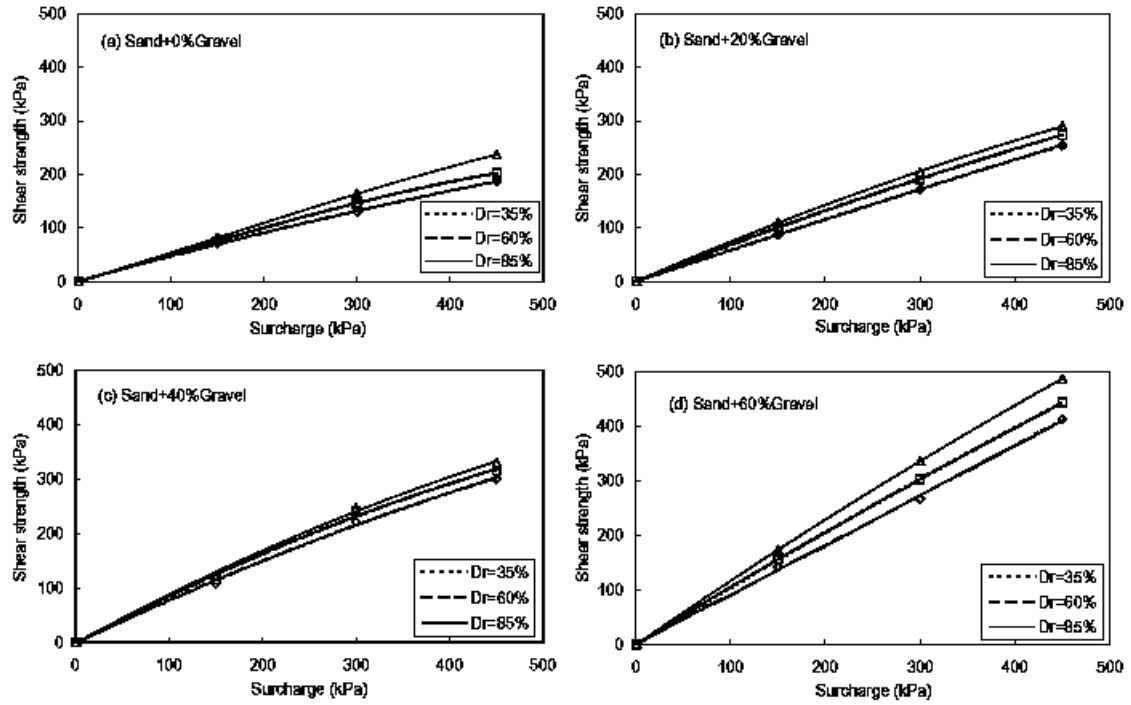 (a) Sand+0%Gravel
Shear strength (kPa)
500
400
300
200
100
0
Dr=35%
Dr=60%
Dr=85%
0 100 200 300 400 500
Surcharge (kPa)
(b) Sand+20%Gravel
Shear strength (kPa)
500
400
300
200
100
0
Dr=35%
Dr=60%
Dr=85%
0 100 200 300 400 500
Surcharge (kPa)
(c) Sand+40%Gravel
Shear strength (kPa)
500
400
300
200
100
0
Dr=35%
Dr=60%
Dr=85%
0 100 200 300 400 500
Surcharge (kPa)
(d) Sand+60%Gravel
Shear strength (kPa)
500
400
300
200
100
0
Dr=35%
Dr=60%
Dr=85%
0 100 200 300 400 500
Surcharge (kPa)